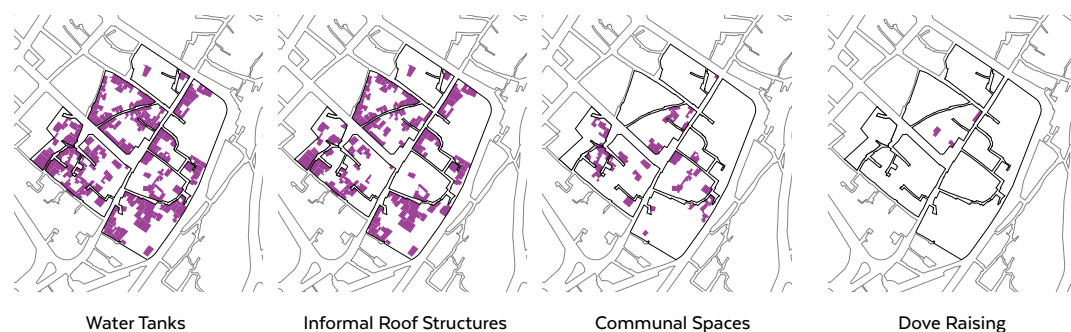 Water Tanks
Informal Roof Structures
Communal Spaces
Dove Raising